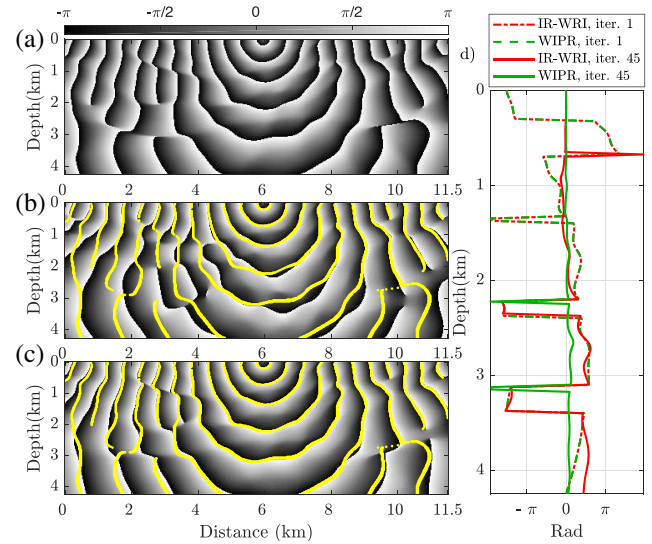 -π -π/2 0 π/2 π
(a)
0
1
2
3
4
Depth(km)
0 2 4 6 8 10 11.5
(b)
0
1
2
3
4
Depth(km)
0 2 4 6 8 10 11.5
(c)
0
1
2
3
4
Depth(km)
0 2 4 6 8 10 11.5
Distance (km)
d)
IR-WRI, iter. 1
WIPR, iter. 1
IR-WRI, iter. 45
WIPR, iter. 45
0
1
2
3
4
Depth(km)
- π 0 π
Rad